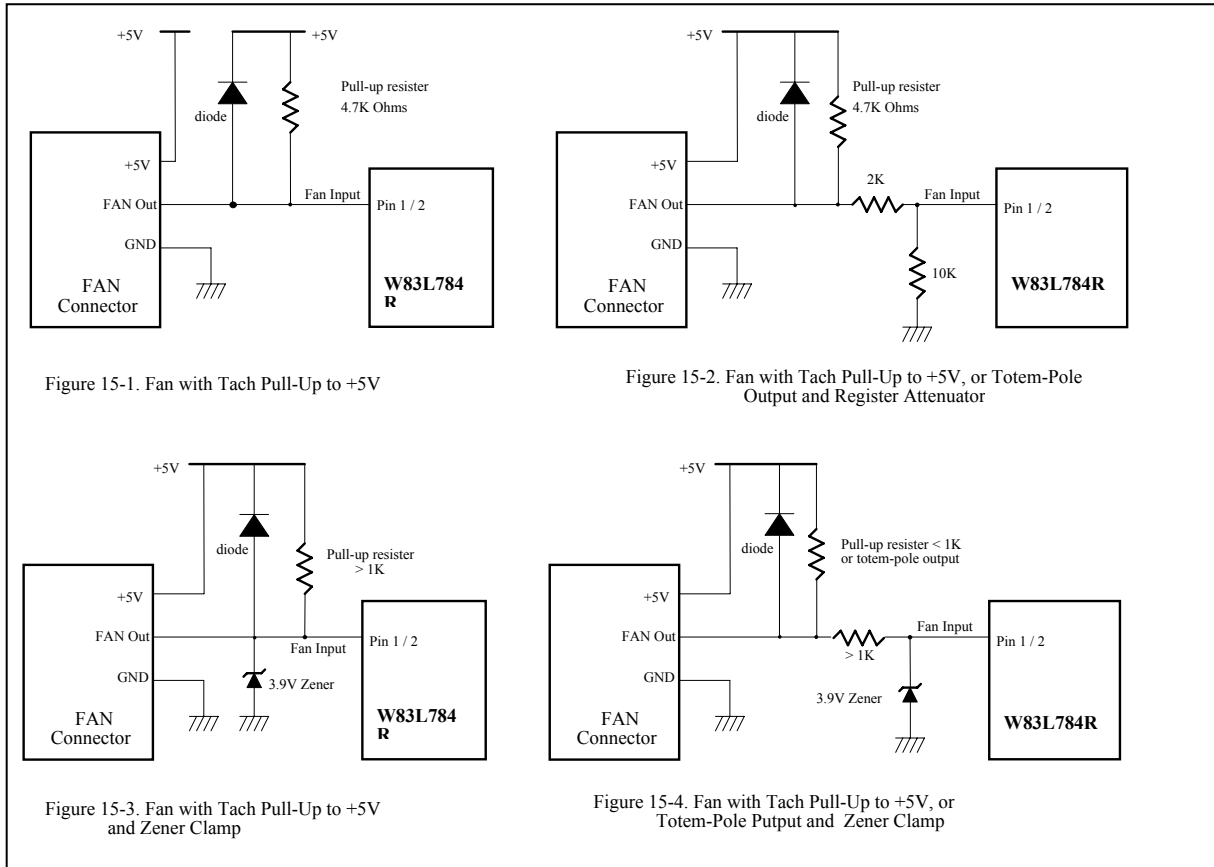 +5V
+5V
Pull-up resister
4.7K Ohms
diode
+5V
FAN Out
GND
FAN
Connector
Fan Input
Pin 1 / 2
W83L784
R
Figure 15-1. Fan with Tach Pull-Up to +5V
+5V
Pull-up resister
4.7K Ohms
diode
+5V
FAN Out
GND
FAN
Connector
2K
Fan Input
10K
Pin 1 / 2
W83L784R
Figure 15-2. Fan with Tach Pull-Up to +5V, or Totem-Pole
Output and Register Attenuator
+5V
diode
Pull-up resister
> 1K
+5V
FAN Out
GND
FAN
Connector
Fan Input
3.9V Zener
Pin 1 / 2
W83L784
R
Figure 15-3. Fan with Tach Pull-Up to +5V
and Zener Clamp
+5V
diode
Pull-up resister < 1K
or totem-pole output
+5V
FAN Out
GND
FAN
Connector
> 1K
Fan Input
3.9V Zener
Pin 1 / 2
W83L784R
Figure 15-4. Fan with Tach Pull-Up to +5V, or
Totem-Pole Putput and Zener Clamp